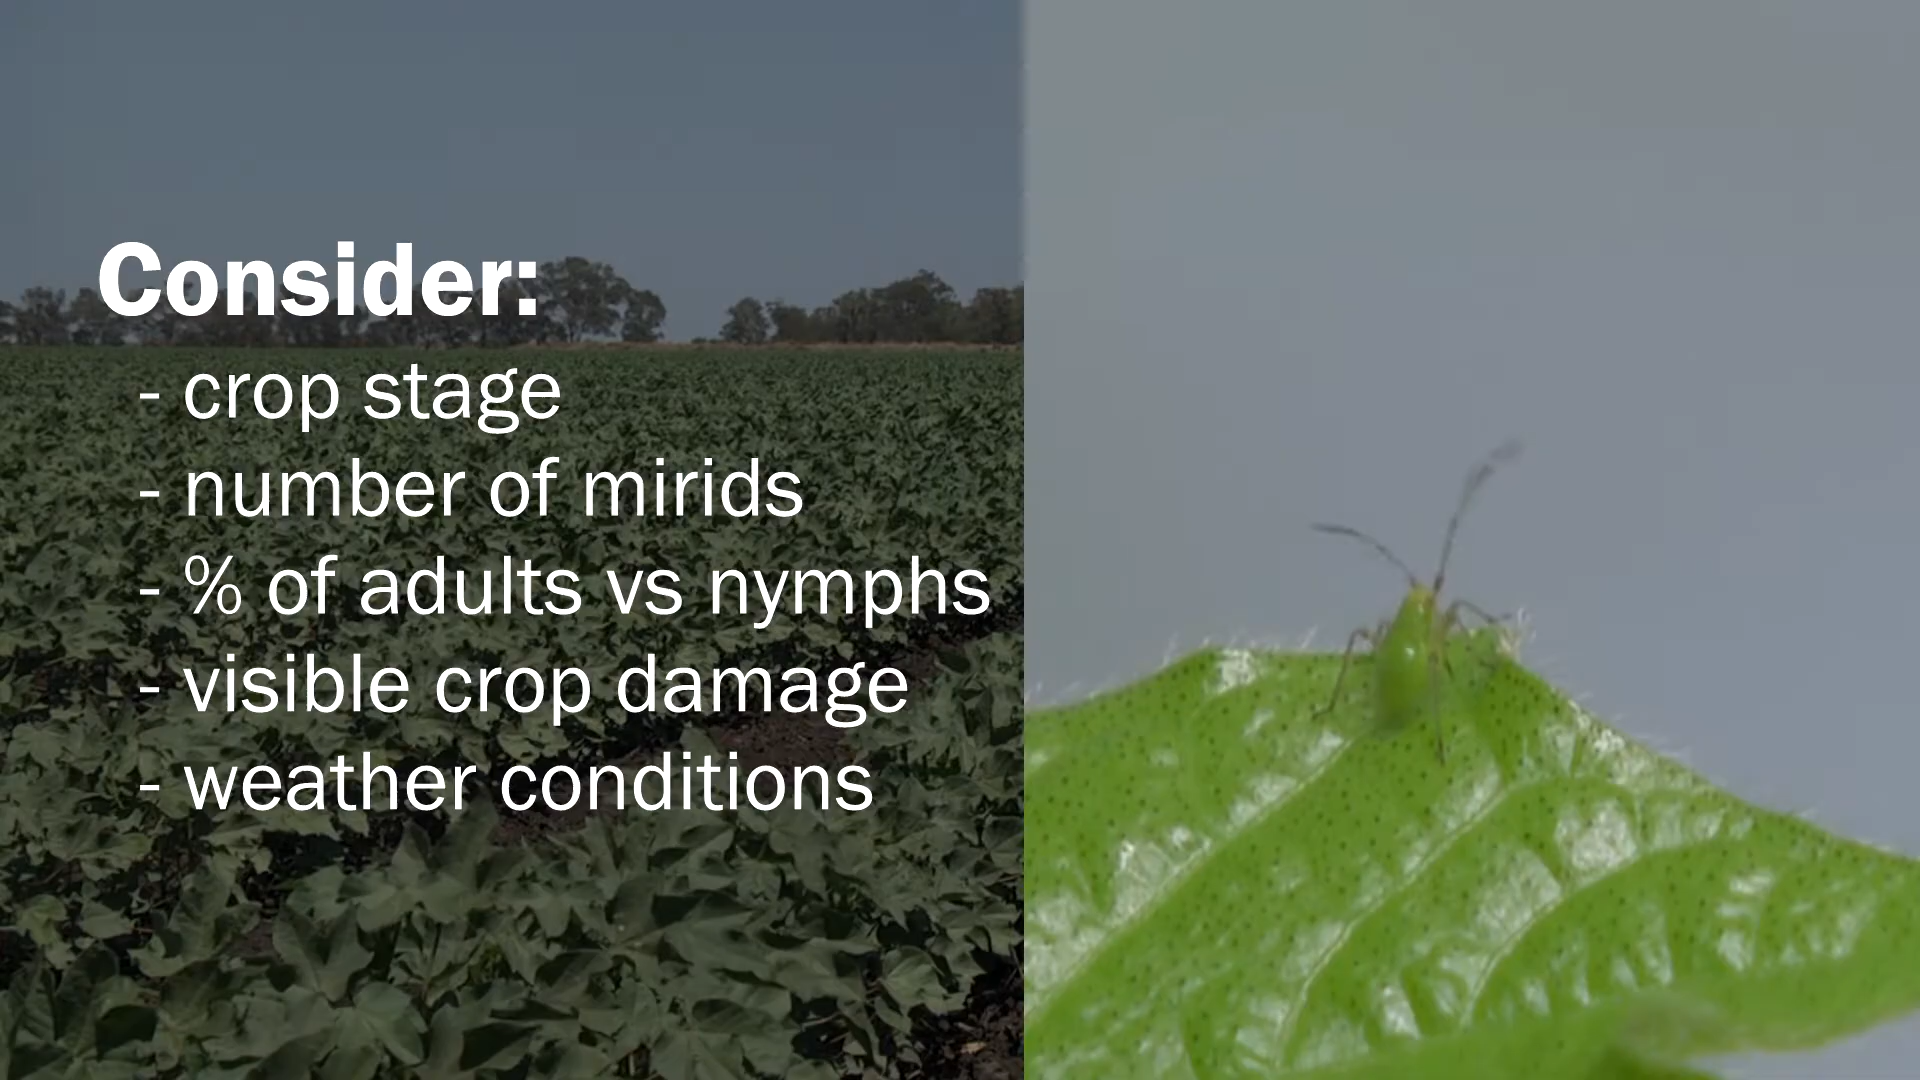 Consider:
- crop stage
- number of mirids
- % of adults vs nymphs
- visible crop damage
- weather conditions